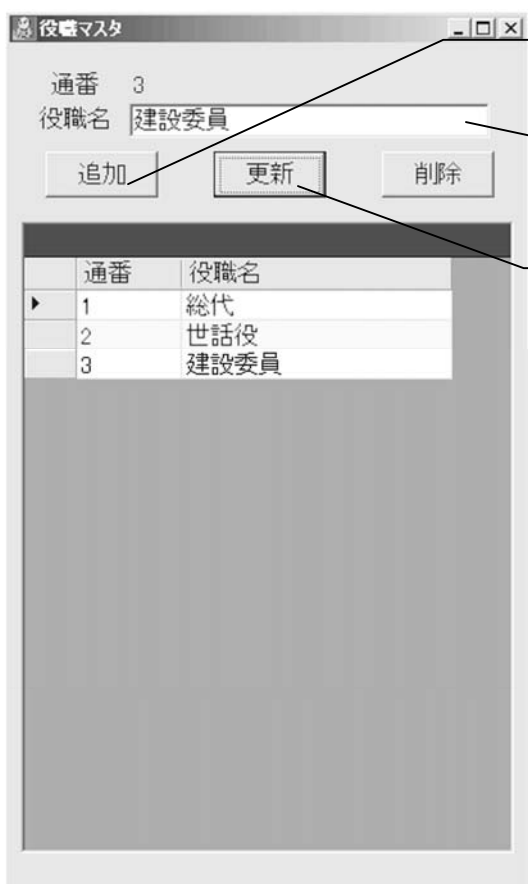 役職マスタ
通番 3
役職名 建設委員
追加 更新 削除
通番 役職名
1 総代
2 世話役
3 建設委員